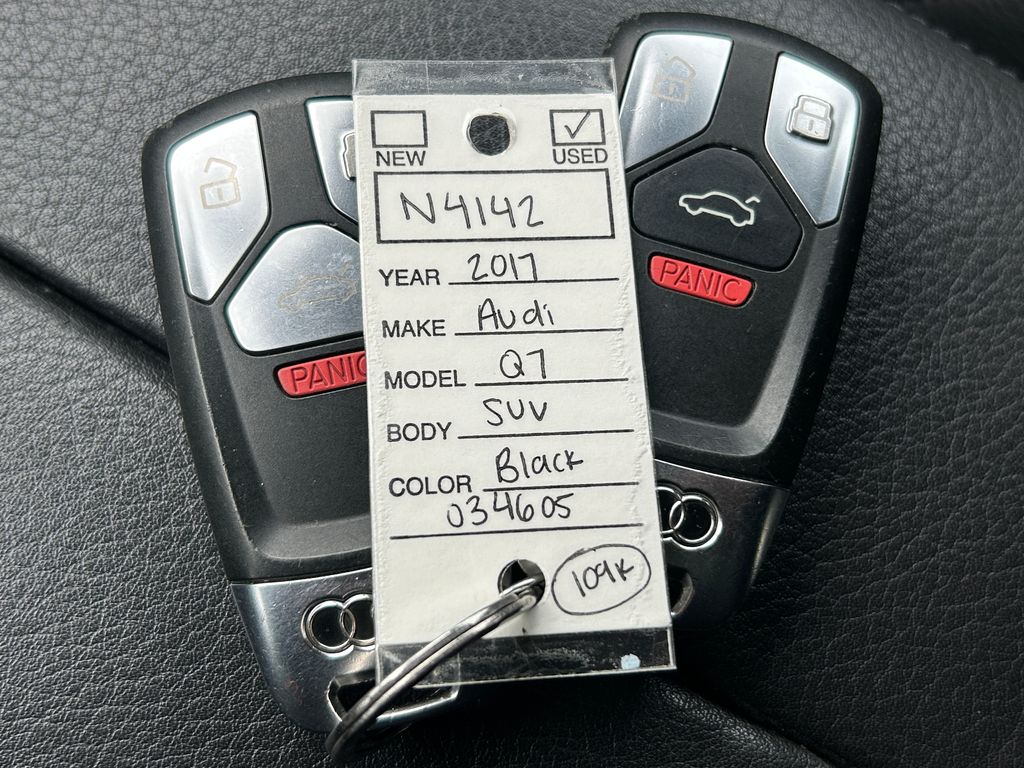 NEW USED
N4142
YEAR 2017
MAKE Audi
MODEL Q7
BODY SUV
COLOR Black
034605
109K
PANIC
PANIC